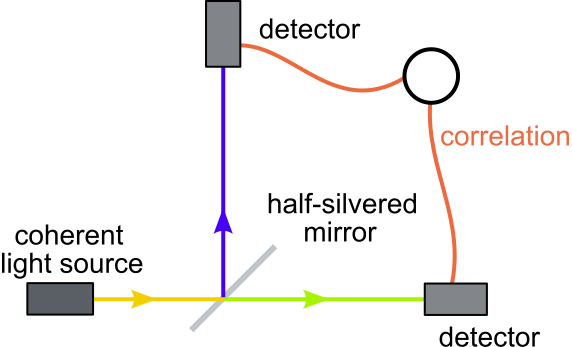 detector
correlation
half-silvered
mirror
coherent
light source
detector